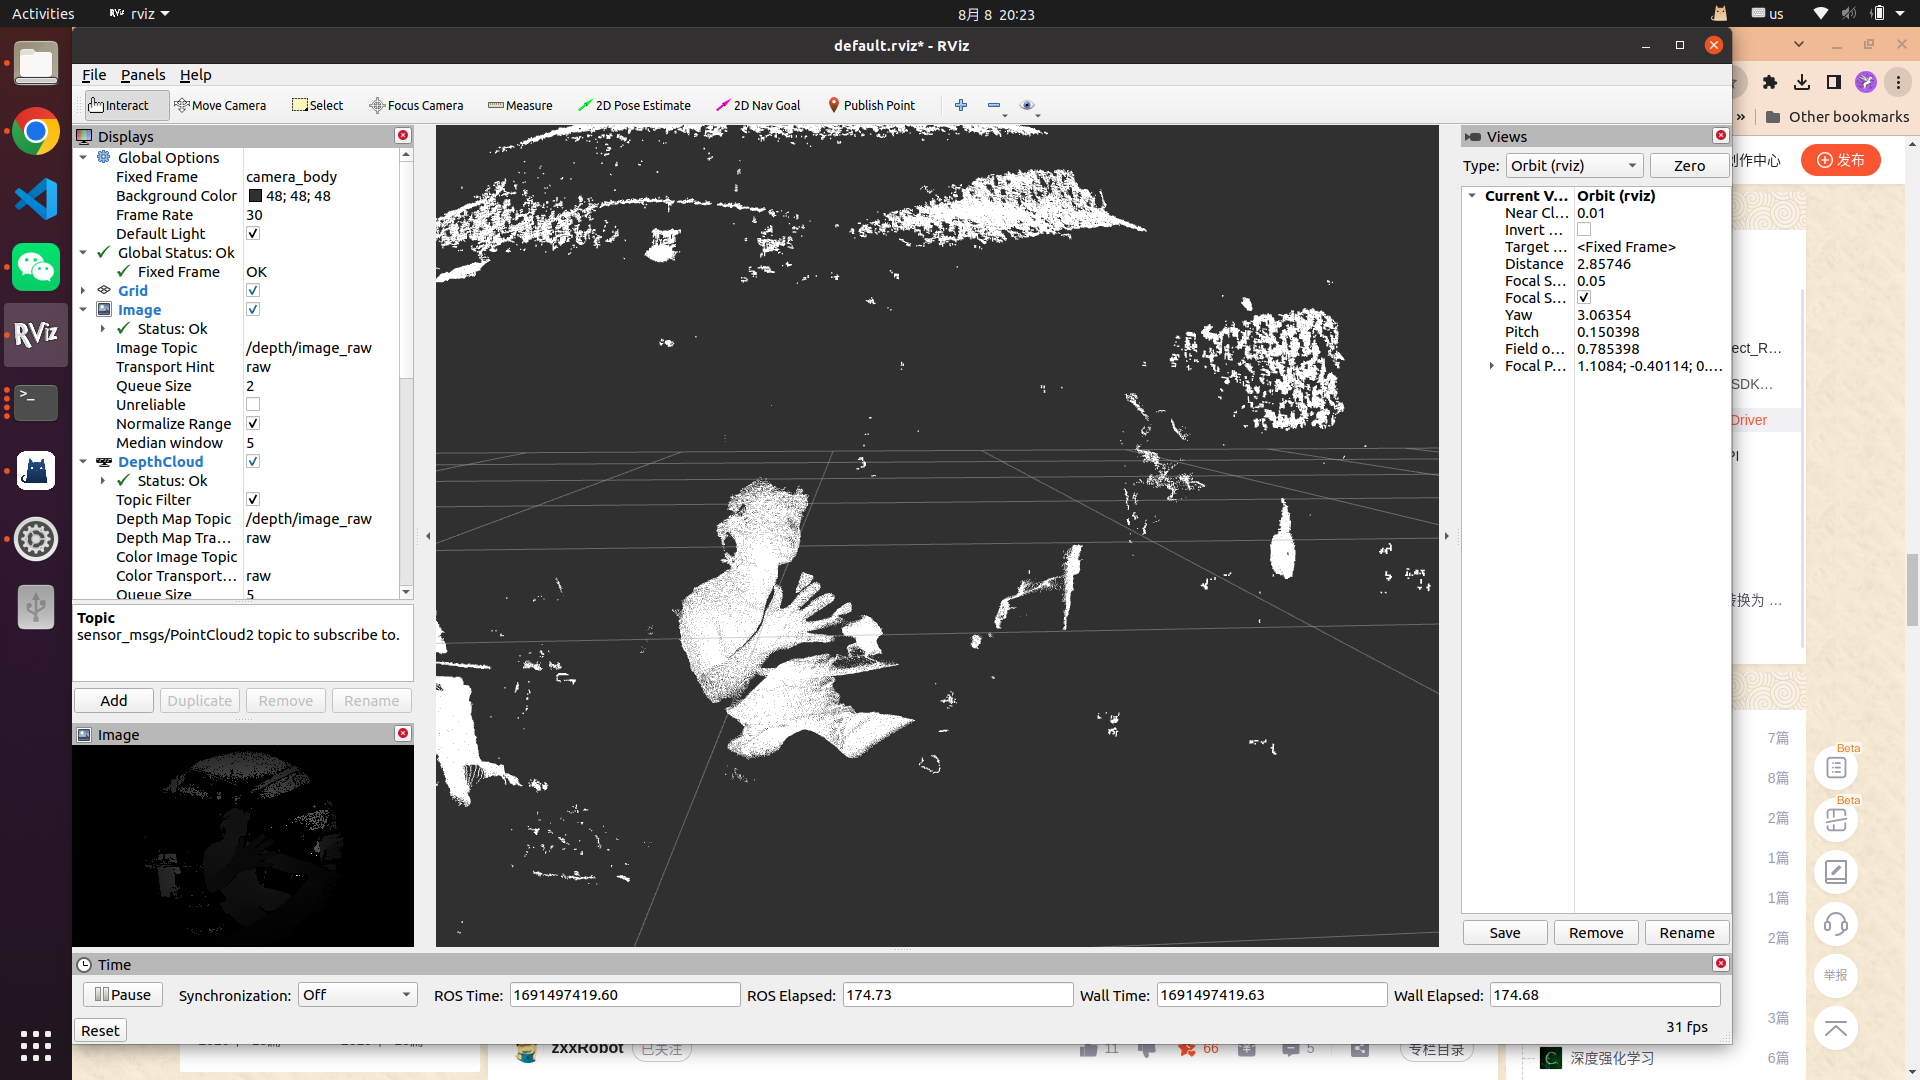 Activities
RViz rviz
8月 8 20:23
us
default.rviz* - RViz
File Panels Help
Interact Move Camera Select Focus Camera Measure 2D Pose Estimate 2D Nav Goal Publish Point
Displays
Global Options
Fixed Frame camera_body
Background Color 48; 48; 48
Frame Rate 30
Default Light
Global Status: Ok
Fixed Frame OK
Grid
Image
Status: Ok
Image Topic /depth/image_raw
Transport Hint raw
Queue Size 2
Unreliable
Normalize Range
Median window 5
DepthCloud
Status: Ok
Topic Filter
Depth Map Topic /depth/image_raw
Depth Map Tra... raw
Color Image Topic
Color Transport... raw
Queue Size 5
Topic
sensor_msgs/PointCloud2 topic to subscribe to.
Add Duplicate Remove Rename
Image
Views
Type: Orbit (rviz) Zero
Current V... Orbit (rviz)
Near Cl... 0.01
Invert ...
Target ... <Fixed Frame>
Distance 2.85746
Focal S... 0.05
Focal S...
Yaw 3.06354
Pitch 0.150398
Field o... 0.785398
Focal P... 1.1084; -0.40114; 0....
Save Remove Rename
Time
Pause Synchronization: Off ROS Time: 1691497419.60 ROS Elapsed: 174.73 Wall Time: 1691497419.63 Wall Elapsed: 174.68
Reset
31 fps
RViz
» Other bookmarks
创作中心 发布
ect_R...
SDK...
Driver
转换为 ...
7篇
8篇
2篇
1篇
1篇
2篇
3篇
深度强化学习 6篇
Beta
Beta
举报
zxxRobot 已关注 11 66 5 专栏目录